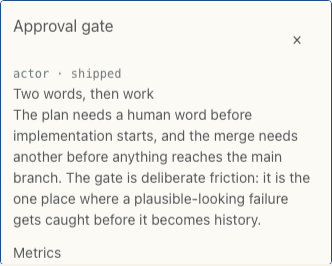 Approval gate
×
actor · shipped
Two words, then work
The plan needs a human word before
implementation starts, and the merge needs
another before anything reaches the main
branch. The gate is deliberate friction: it is the
one place where a plausible-looking failure
gets caught before it becomes history.
Metrics